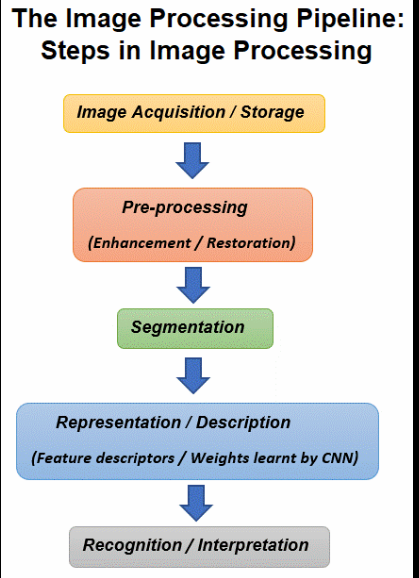 The Image Processing Pipeline:
Steps in Image Processing
Image Acquisition / Storage
Pre-processing
(Enhancement / Restoration)
Segmentation
Representation / Description
(Feature descriptors / Weights learnt by CNN)
Recognition / Interpretation